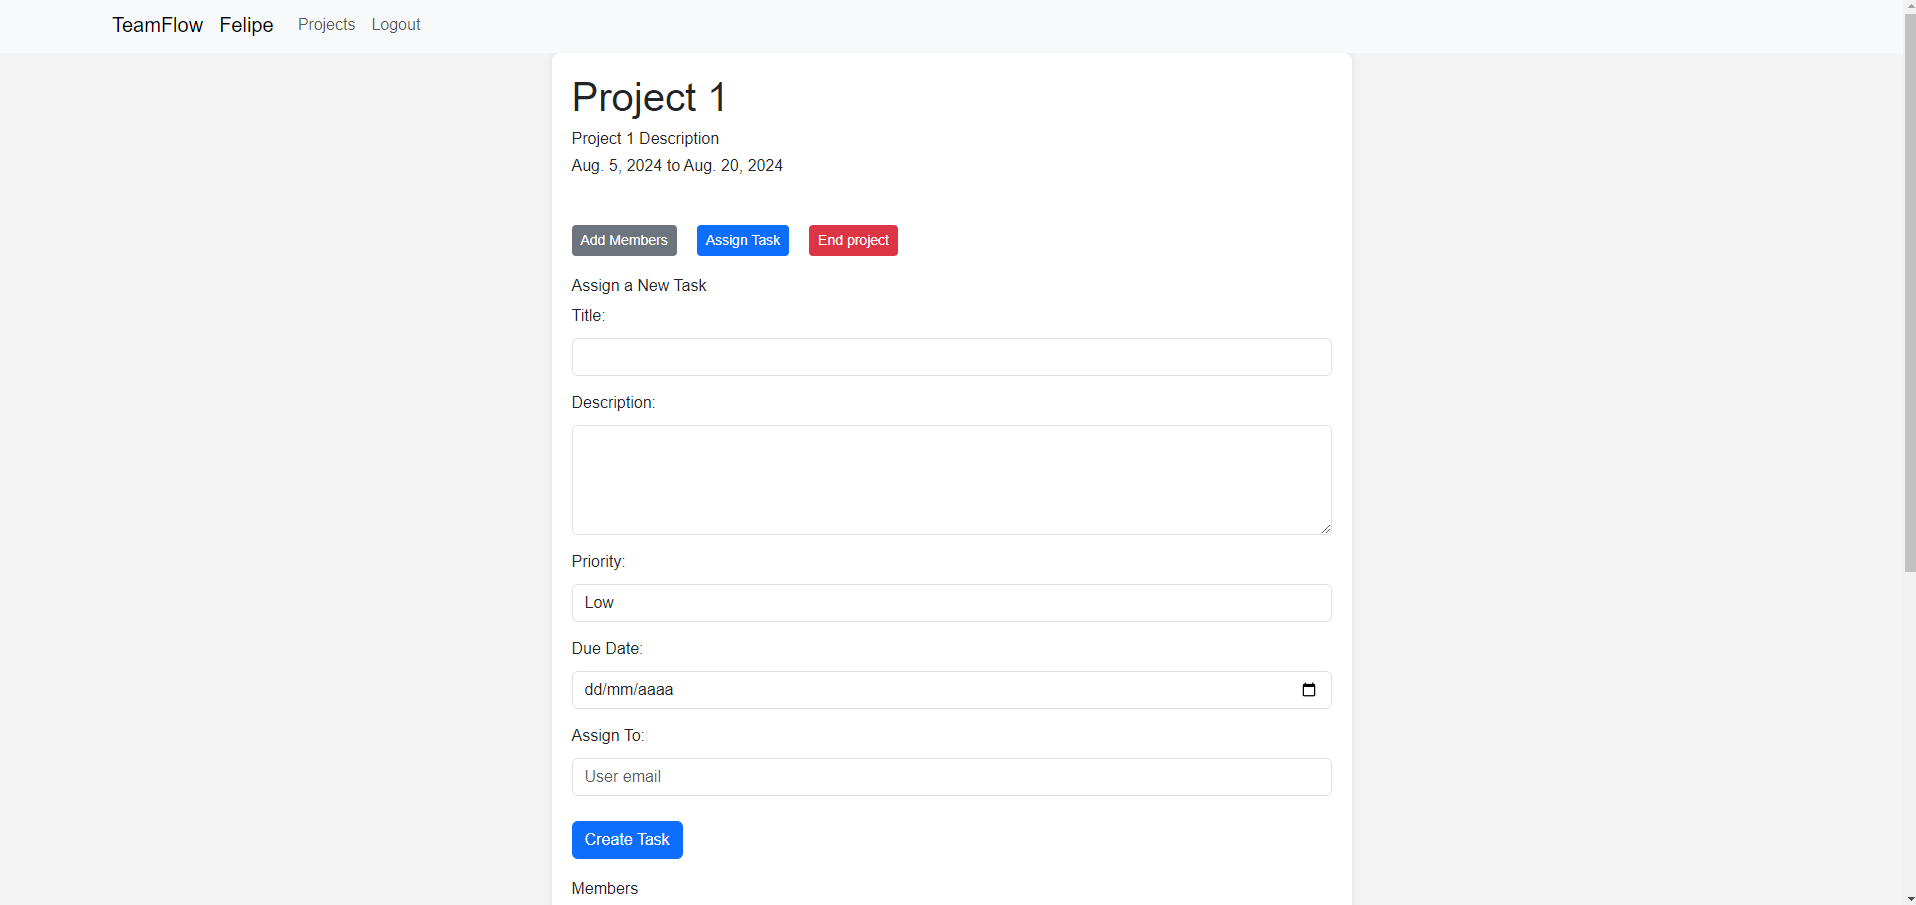 TeamFlow Felipe Projects Logout
Project 1
Project 1 Description
Aug. 5, 2024 to Aug. 20, 2024
Add Members Assign Task End project
Assign a New Task
Title:
Description:
Priority:
Low
Due Date:
dd/mm/aaaa
Assign To:
User email
Create Task
Members